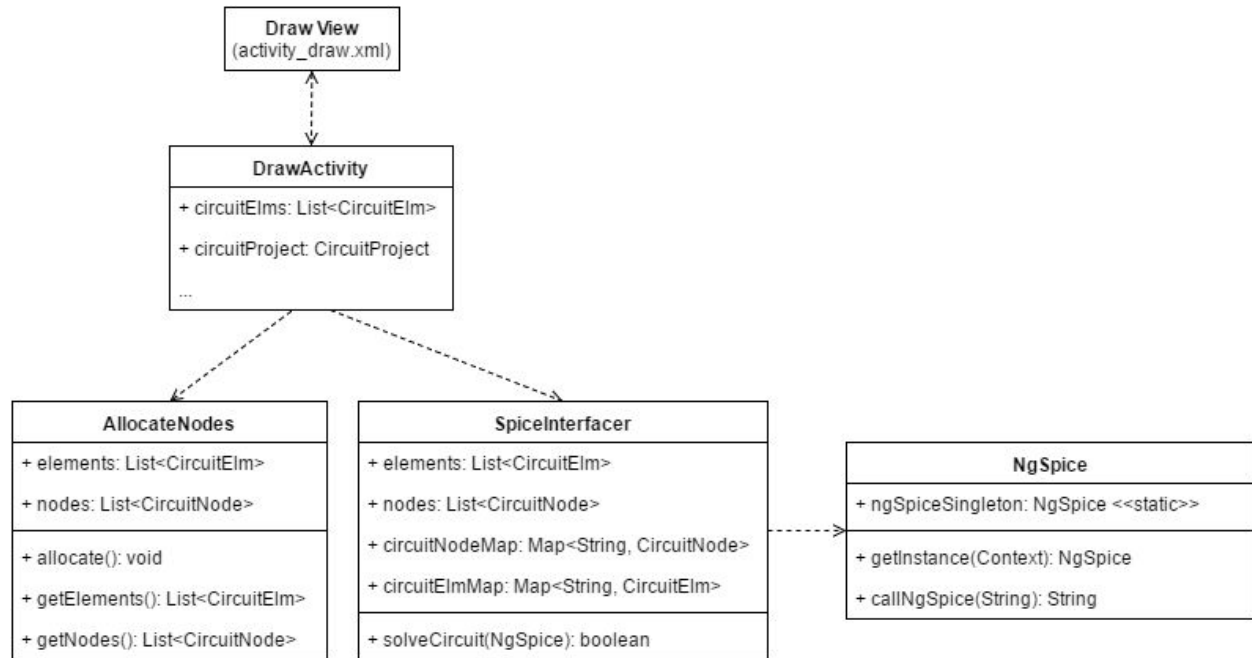 Draw View
(activity_draw.xml)
DrawActivity
+ circuitElms: List<CircuitElm>
+ circuitProject: CircuitProject
...
AllocateNodes
+ elements: List<CircuitElm>
+ nodes: List<CircuitNode>
+ allocate(): void
+ getElements(): List<CircuitElm>
+ getNodes(): List<CircuitNode>
SpiceInterfacer
+ elements: List<CircuitElm>
+ nodes: List<CircuitNode>
+ circuitNodeMap: Map<String, CircuitNode>
+ circuitElmMap: Map<String, CircuitElm>
+ solveCircuit(NgSpice): boolean
NgSpice
+ ngSpiceSingleton: NgSpice <<static>>
+ getInstance(Context): NgSpice
+ callNgSpice(String): String